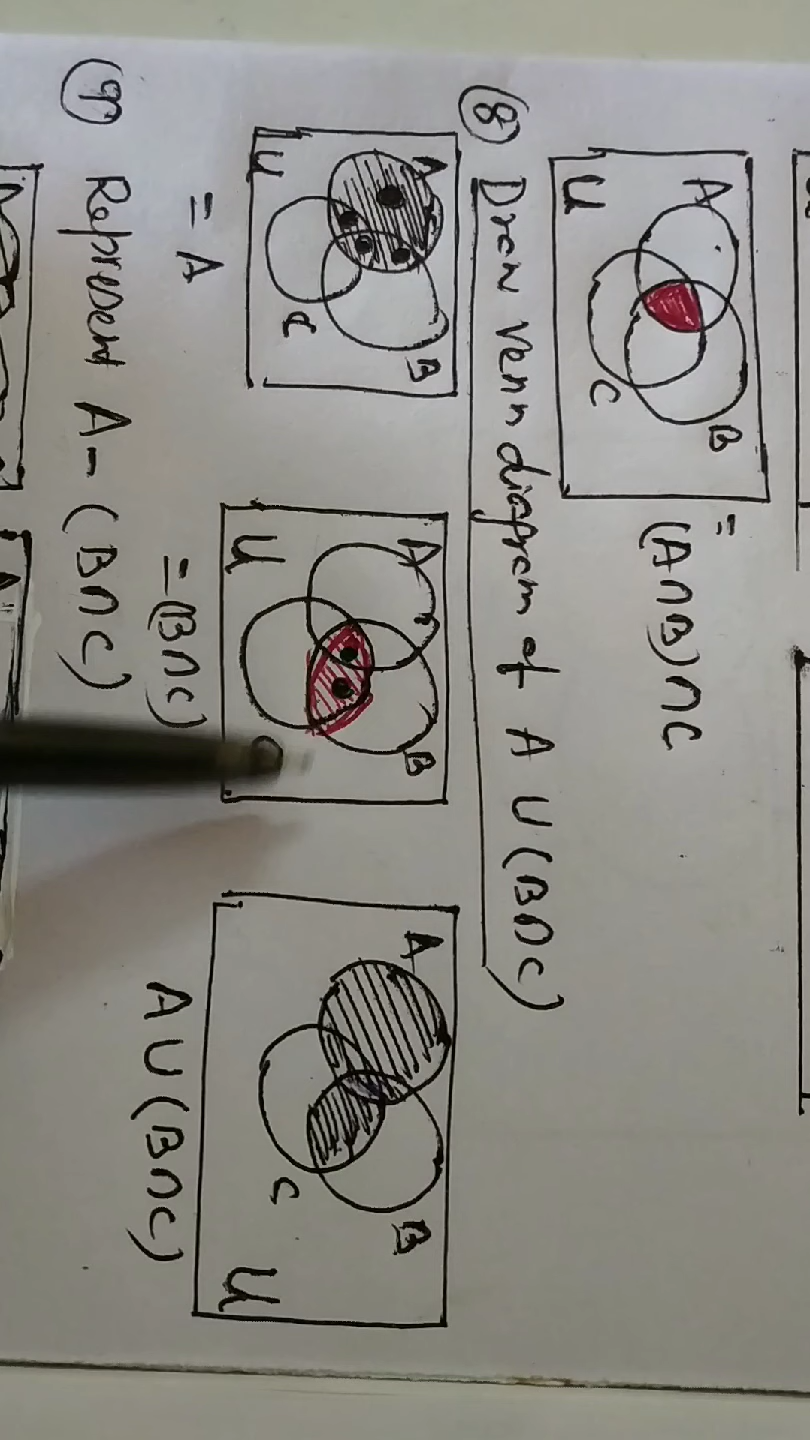 A
B
C
U
= (A∩B)∩C
⑧ Draw venn diagram of A U (B∩C)
A
B
C
U
= A
A
B
C
U
= (B∩C)
A
B
C
U
A U (B∩C)
⑨ Represent A - (B∩C)